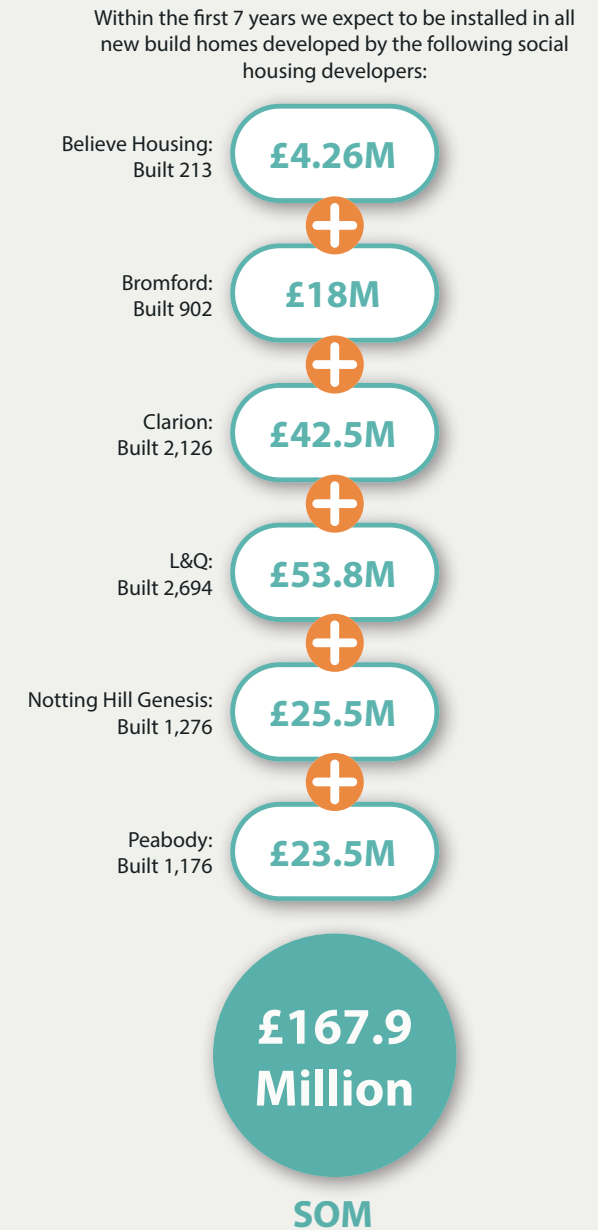 Within the first 7 years we expect to be installed in all
new build homes developed by the following social
housing developers:
Believe Housing:
Built 213
£4.26M
Bromford:
Built 902
£18M
Clarion:
Built 2,126
£42.5M
L&Q:
Built 2,694
£53.8M
Notting Hill Genesis:
Built 1,276
£25.5M
Peabody:
Built 1,176
£23.5M
£167.9
Million
SOM